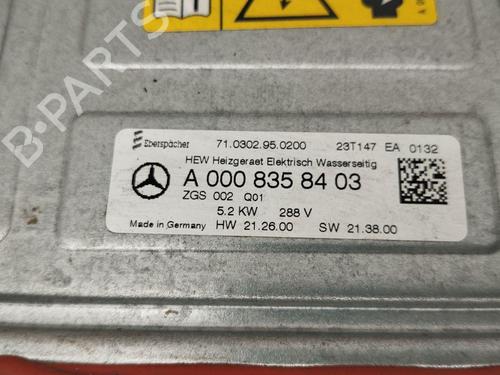 A 0
B-PARTS
Eberspächer 71.0302.95.0200 23T147 EA 0132
HEW Heizgeraet Elektrisch Wasserseitig
A 000 835 84 03
ZGS 002 Q01
5.2 KW 288 V
Made in Germany HW 21.26.00 SW 21.38.00